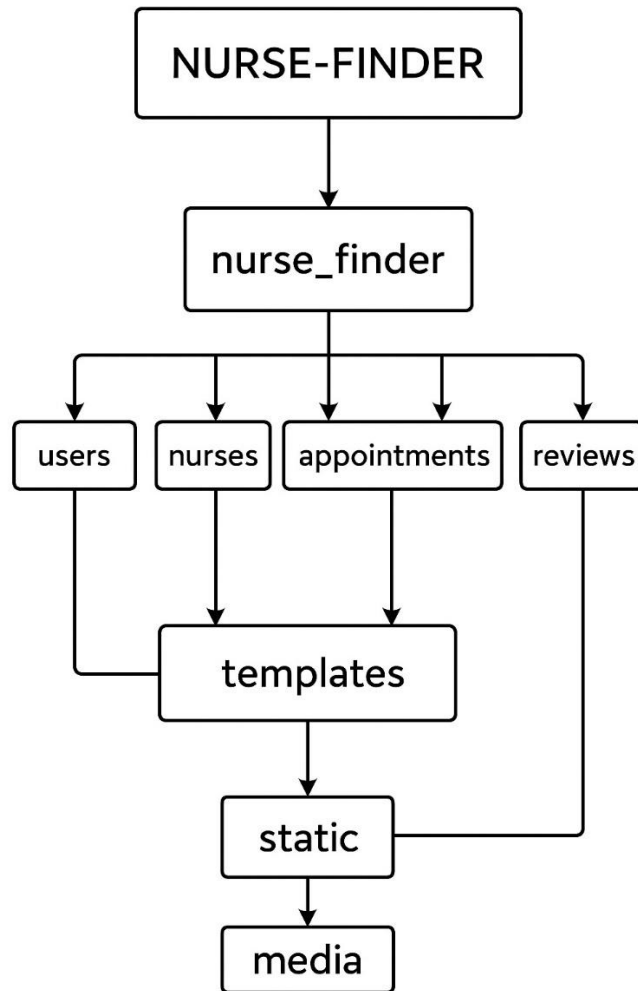 NURSE-FINDER
nurse_finder
users
nurses
appointments
reviews
templates
static
media